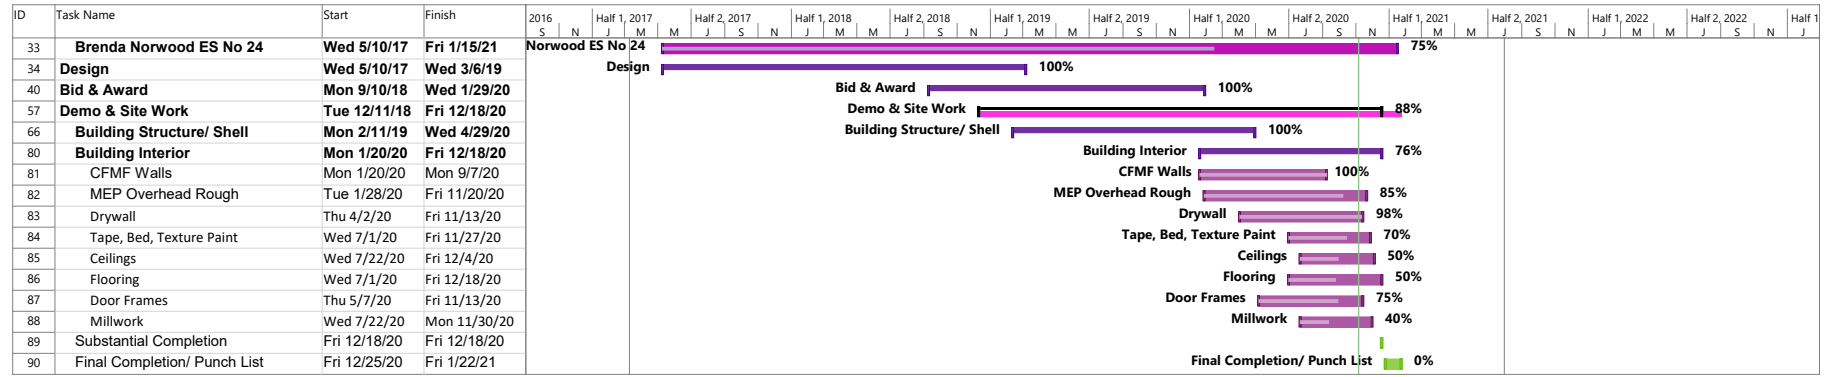 ID Task Name Start Finish 2016 Half 1, 2017 Half 2, 2017 Half 1, 2018 Half 2, 2018 Half 1, 2019 Half 2, 2019 Half 1, 2020 Half 2, 2020 Half 1, 2021 Half 2, 2021 Half 1, 2022 Half 2, 2022 Half 1
S N J M M J S N J M M J S N J M M J S N J M M J S N J M M J S N J M M J S N J
33 Brenda Norwood ES No 24 Wed 5/10/17 Fri 1/15/21 Norwood ES No 24 75%
34 Design Wed 5/10/17 Wed 3/6/19 Design 100%
40 Bid & Award Mon 9/10/18 Wed 1/29/20 Bid & Award 100%
57 Demo & Site Work Tue 12/11/18 Fri 12/18/20 Demo & Site Work 88%
66 Building Structure/ Shell Mon 2/11/19 Wed 4/29/20 Building Structure/ Shell 100%
80 Building Interior Mon 1/20/20 Fri 12/18/20 Building Interior 76%
81 CFMF Walls Mon 1/20/20 Mon 9/7/20 CFMF Walls 100%
82 MEP Overhead Rough Tue 1/28/20 Fri 11/20/20 MEP Overhead Rough 85%
83 Drywall Thu 4/2/20 Fri 11/13/20 Drywall 98%
84 Tape, Bed, Texture Paint Wed 7/1/20 Fri 11/27/20 Tape, Bed, Texture Paint 70%
85 Ceilings Wed 7/22/20 Fri 12/4/20 Ceilings 50%
86 Flooring Wed 7/1/20 Fri 12/18/20 Flooring 50%
87 Door Frames Thu 5/7/20 Fri 11/13/20 Door Frames 75%
88 Millwork Wed 7/22/20 Mon 11/30/20 Millwork 40%
89 Substantial Completion Fri 12/18/20 Fri 12/18/20
90 Final Completion/ Punch List Fri 12/25/20 Fri 1/22/21 Final Completion/ Punch List 0%